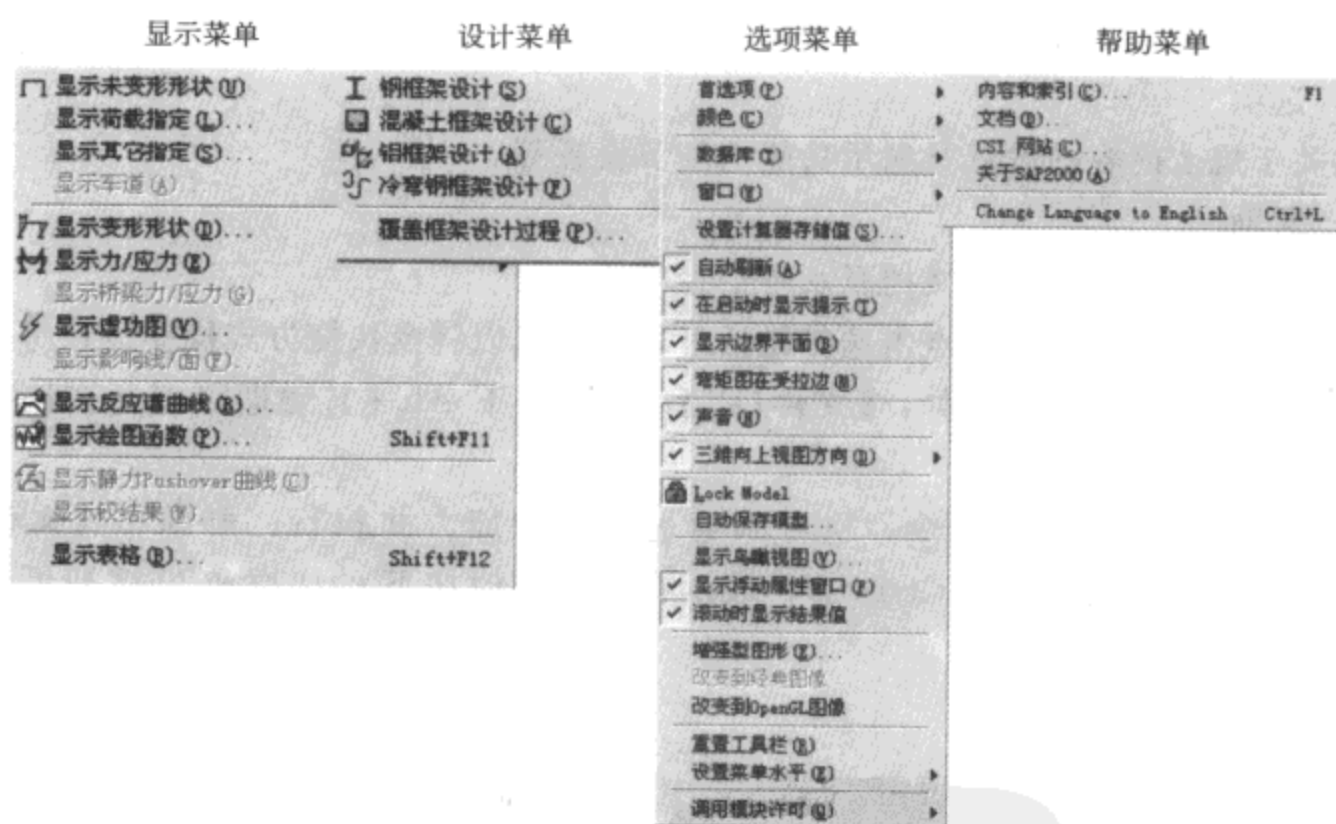 显示菜单
显示未变形形状(U)
显示荷载指定(L)...
显示其它指定(S)...
显示车道(A)
显示变形形状(D)...
显示力/应力(E)
显示桥梁力/应力(G)...
显示虚功图(V)...
显示影响线/面(F)...
显示反应谱曲线(R)...
显示绘图函数(P)... Shift+F11
显示静力Pushover曲线(C)...
显示铰结果(W)...
显示表格(B)... Shift+F12
设计菜单
钢框架设计(S)
混凝土框架设计(C)
铝框架设计(A)
冷弯钢框架设计(F)
覆盖框架设计过程(P)...
选项菜单
首选项(P)
颜色(C)
数据库(T)
窗口(W)
设置计算器存储值(S)...
自动刷新(A)
在启动时显示提示(T)
显示边界平面(B)
弯矩图在受拉边(M)
声音(N)
三维向上视图方向(D)
Lock Model
自动保存模型...
显示鸟瞰视图(V)...
显示浮动属性窗口(P)
滚动时显示结果值
增强型图形(E)...
改变到经典图像
改变到OpenGL图像
重置工具栏(R)
设置菜单水平(E)
调用模块许可(Q)
帮助菜单
内容和索引(C)... F1
文档(D)...
CSI 网站(C)...
关于SAP2000(A)
Change Language to English Ctrl+L